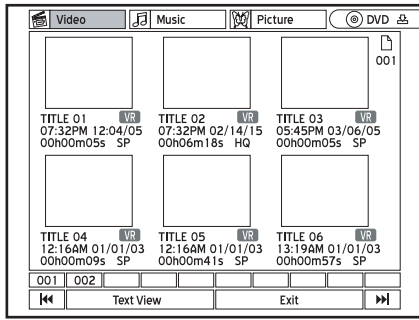 Video Music Picture DVD
001
TITLE 01 VR TITLE 02 VR TITLE 03 VR
07:32PM 12:04/05 07:32PM 02/14/15 05:45PM 03/06/05
00h00m05s SP 00h06m18s HQ 00h00m05s SP
TITLE 04 VR TITLE 05 VR TITLE 06 VR
12:16AM 01/01/03 12:16AM 01/01/03 13:19AM 01/01/03
00h00m09s SP 00h00m41s SP 00h00m57s SP
001 002
Text View Exit